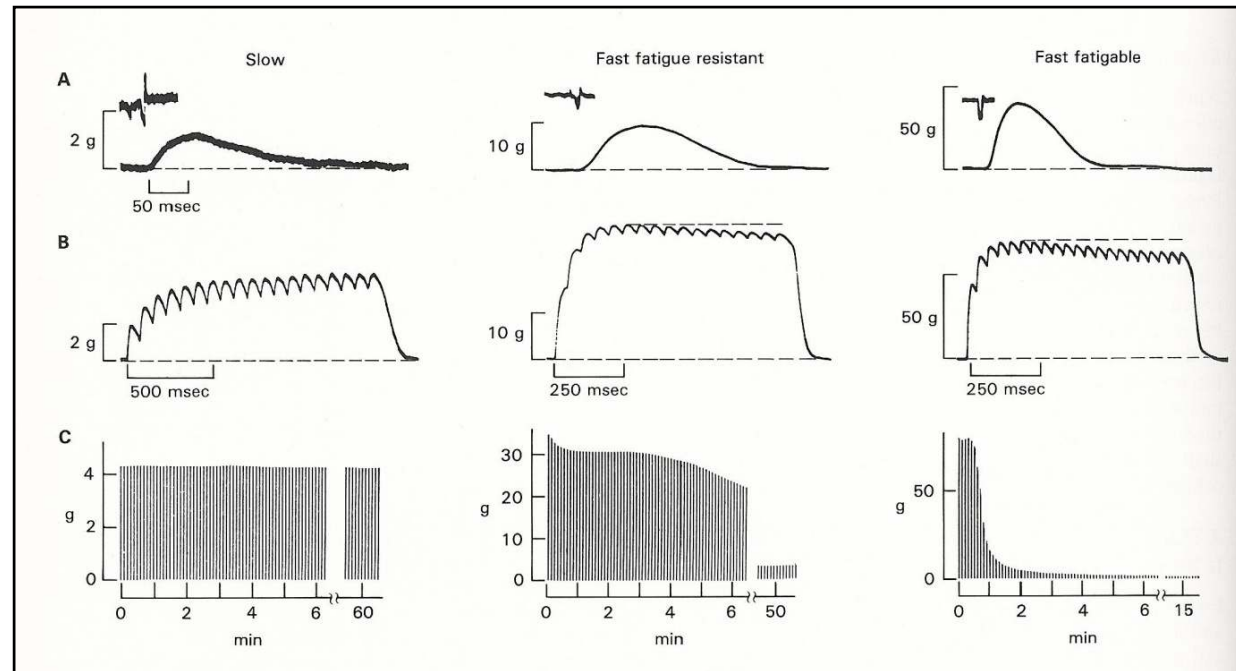 Slow
Fast fatigue resistant
Fast fatigable
A
2 g
50 msec
10 g
50 g
B
2 g
500 msec
10 g
250 msec
50 g
250 msec
C
4
2
0
g
0 2 4 6 60
min
30
20
10
0
g
0 2 4 6 50
min
50
0
g
0 2 4 6 15
min